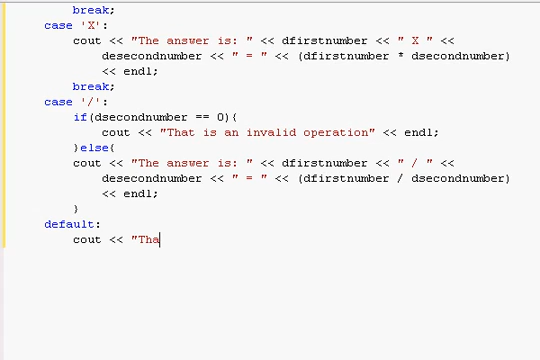 break;
case 'X':
cout << "The answer is: " << dfirstnumber << " X " <<
desecondnumber << " = " << (dfirstnumber * dsecondnumber)
<< endl;
break;
case '/':
if(dsecondnumber == 0){
cout << "That is an invalid operation" << endl;
}else{
cout << "The answer is: " << dfirstnumber << " / " <<
desecondnumber << " = " << (dfirstnumber / dsecondnumber)
<< endl;
}
default:
cout << "Tha